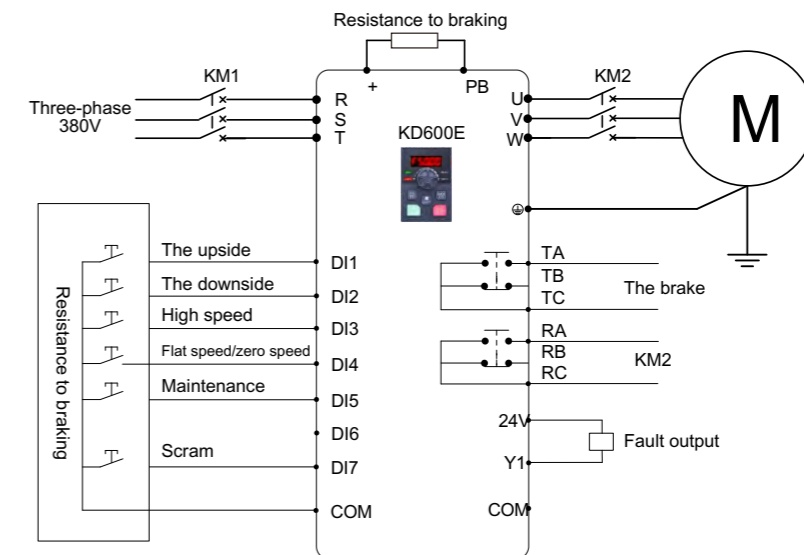 Resistance to braking
+
PB
KM1
KM2
Three-phase
380V
R
S
T
U
V
W
KD600E
M
Resistance to braking
The upside
DI1
The downside
DI2
High speed
DI3
Flat speed/zero speed
DI4
Maintenance
DI5
DI6
Scram
DI7
COM
TA
TB
TC
The brake
RA
RB
RC
KM2
24V
Y1
Fault output
COM